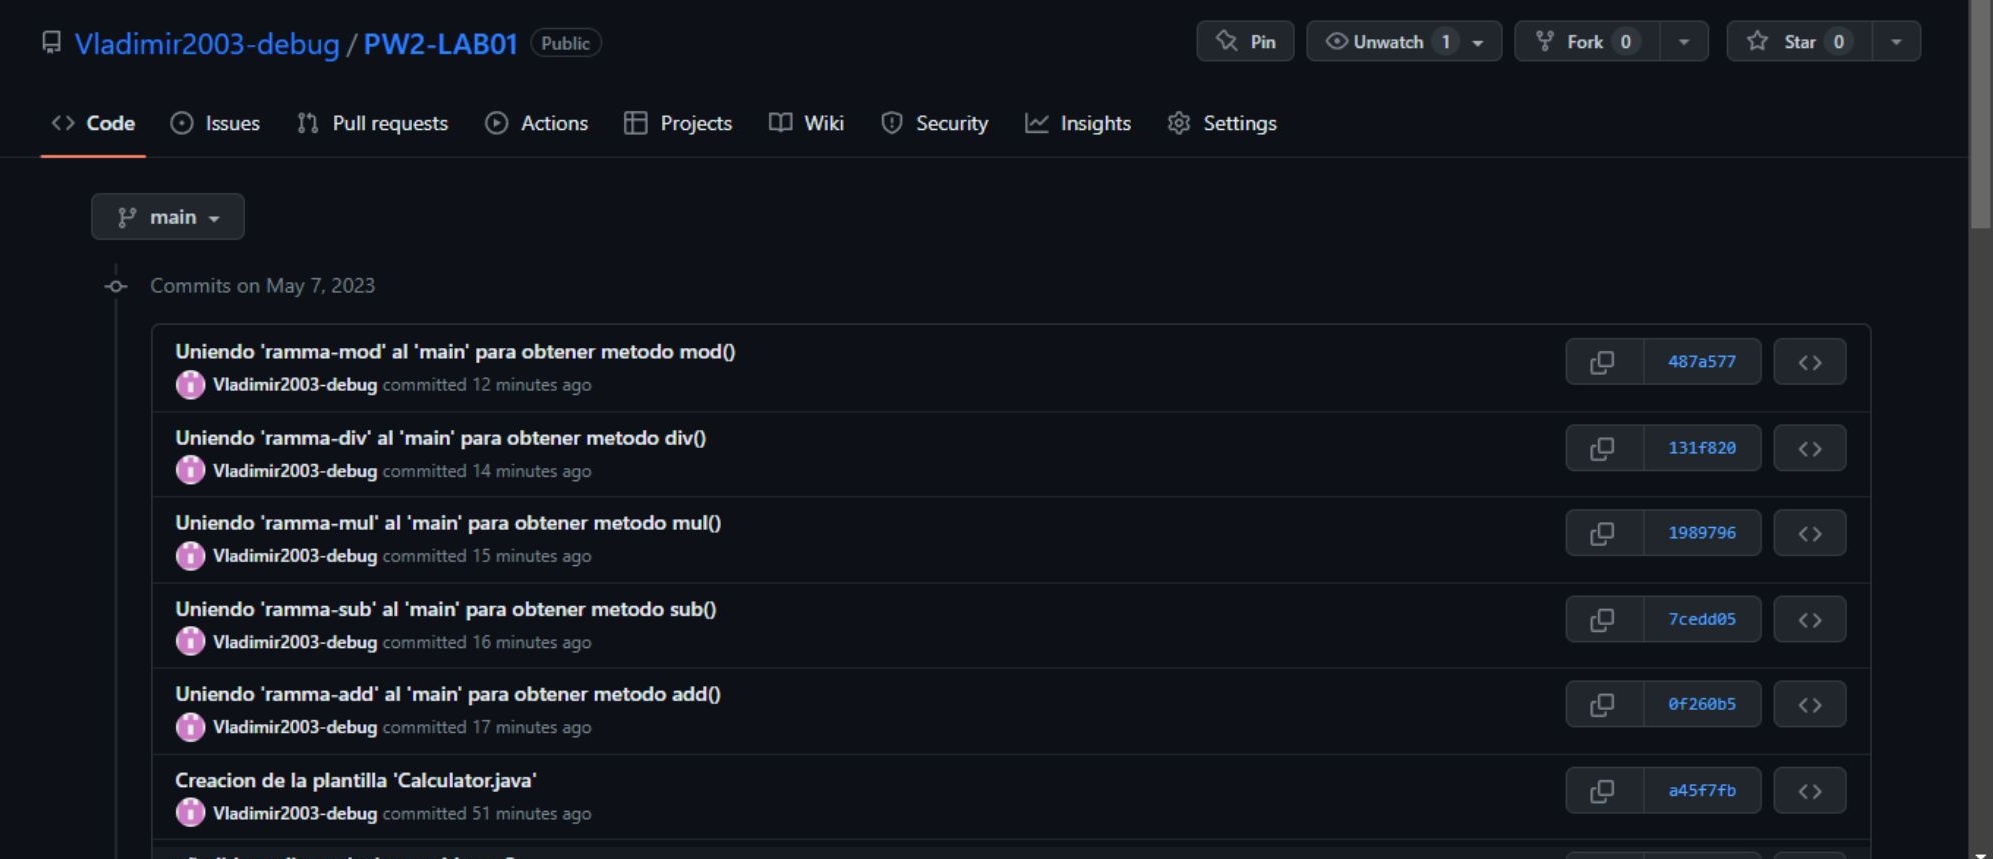 Vladimir2003-debug / PW2-LAB01 Public Pin Unwatch 1 Fork 0 Star 0
Code Issues Pull requests Actions Projects Wiki Security Insights Settings
main
Commits on May 7, 2023
Uniendo 'ramma-mod' al 'main' para obtener metodo mod()
Vladimir2003-debug committed 12 minutes ago
487a577
Uniendo 'ramma-div' al 'main' para obtener metodo div()
Vladimir2003-debug committed 14 minutes ago
131f820
Uniendo 'ramma-mul' al 'main' para obtener metodo mul()
Vladimir2003-debug committed 15 minutes ago
1989796
Uniendo 'ramma-sub' al 'main' para obtener metodo sub()
Vladimir2003-debug committed 16 minutes ago
7cedd05
Uniendo 'ramma-add' al 'main' para obtener metodo add()
Vladimir2003-debug committed 17 minutes ago
0f260b5
Creacion de la plantilla 'Calculator.java'
Vladimir2003-debug committed 51 minutes ago
a45f7fb